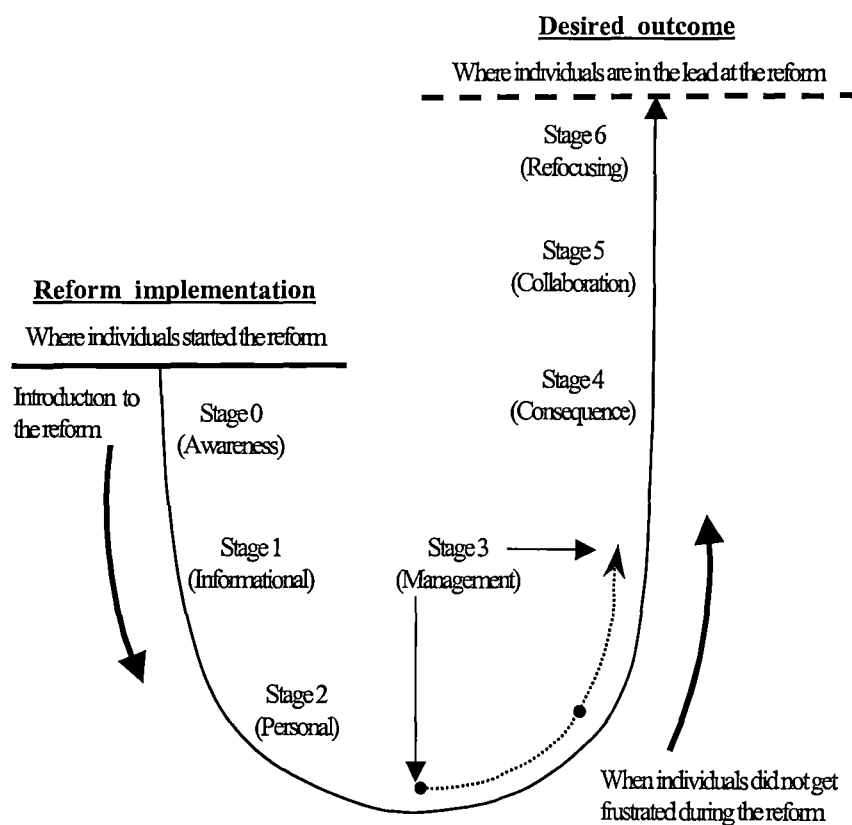 Desired outcome
Where individuals are in the lead at the reform
Stage 6
(Refocusing)
Stage 5
(Collaboration)
Reform implementation
Where individuals started the reform
Stage 4
(Consequence)
Introduction to
the reform
Stage 0
(Awareness)
Stage 1
(Informational)
Stage 3
(Management)
Stage 2
(Personal)
When individuals did not get
frustrated during the reform